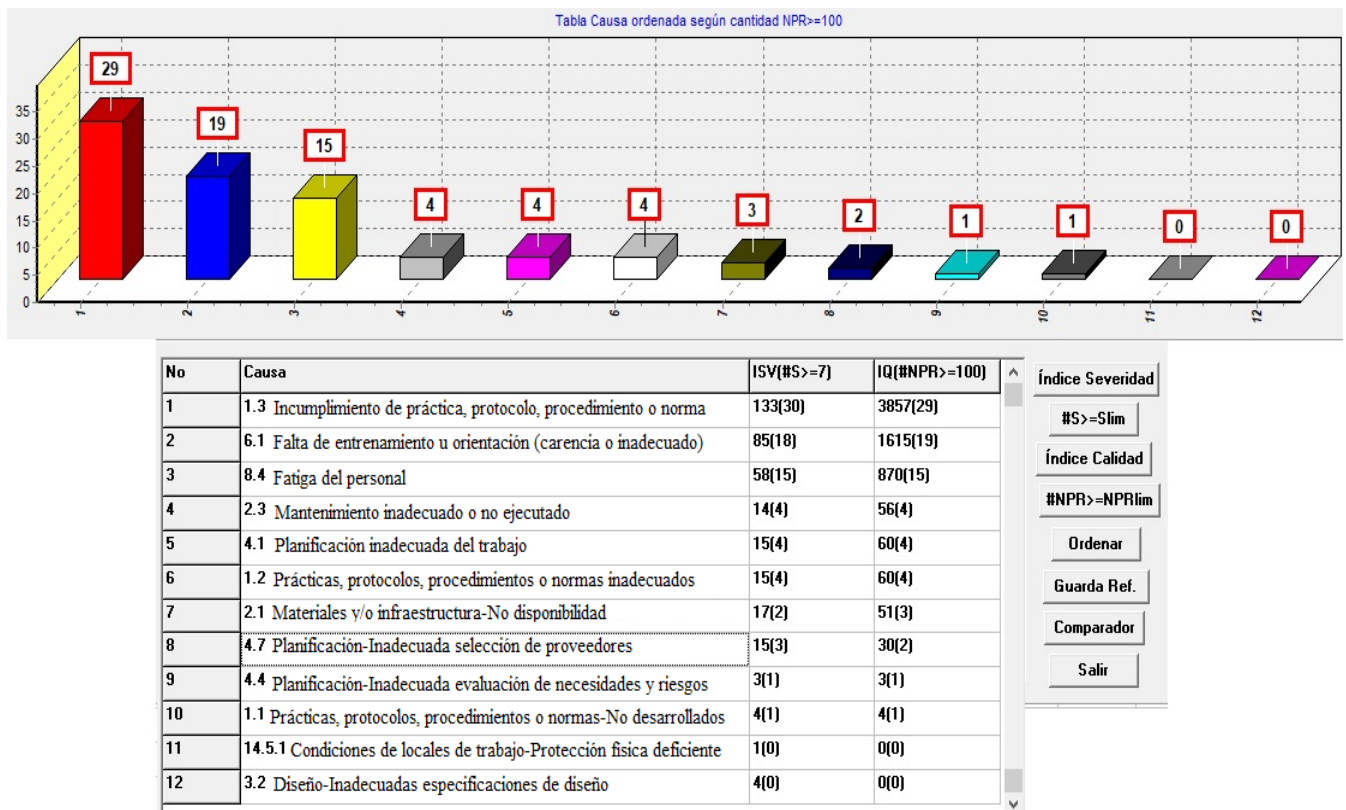 Tabla Causa ordenada según cantidad NPR>=100
29
19
15
4
4
4
3
2
1
1
0
0
35
30
25
20
15
10
5
0
1
2
3
4
5
6
7
8
9
10
11
12
No Causa ISV(#S>=7) IQ(#NPR>=100)
1 1.3 Incumplimiento de práctica, protocolo, procedimiento o norma 133(30) 3857(29)
2 6.1 Falta de entrenamiento u orientación (carencia o inadecuado) 85(18) 1615(19)
3 8.4 Fatiga del personal 58(15) 870(15)
4 2.3 Mantenimiento inadecuado o no ejecutado 14(4) 56(4)
5 4.1 Planificación inadecuada del trabajo 15(4) 60(4)
6 1.2 Prácticas, protocolos, procedimientos o normas inadecuados 15(4) 60(4)
7 2.1 Materiales y/o infraestructura-No disponibilidad 17(2) 51(3)
8 4.7 Planificación-Inadecuada selección de proveedores 15(3) 30(2)
9 4.4 Planificación-Inadecuada evaluación de necesidades y riesgos 3(1) 3(1)
10 1.1 Prácticas, protocolos, procedimientos o normas-No desarrollados 4(1) 4(1)
11 14.5.1 Condiciones de locales de trabajo-Protección física deficiente 1(0) 0(0)
12 3.2 Diseño-Inadecuadas especificaciones de diseño 4(0) 0(0)
Índice Severidad
#S>=Slim
Índice Calidad
#NPR>=NPRlim
Ordenar
Guarda Ref.
Comparador
Salir